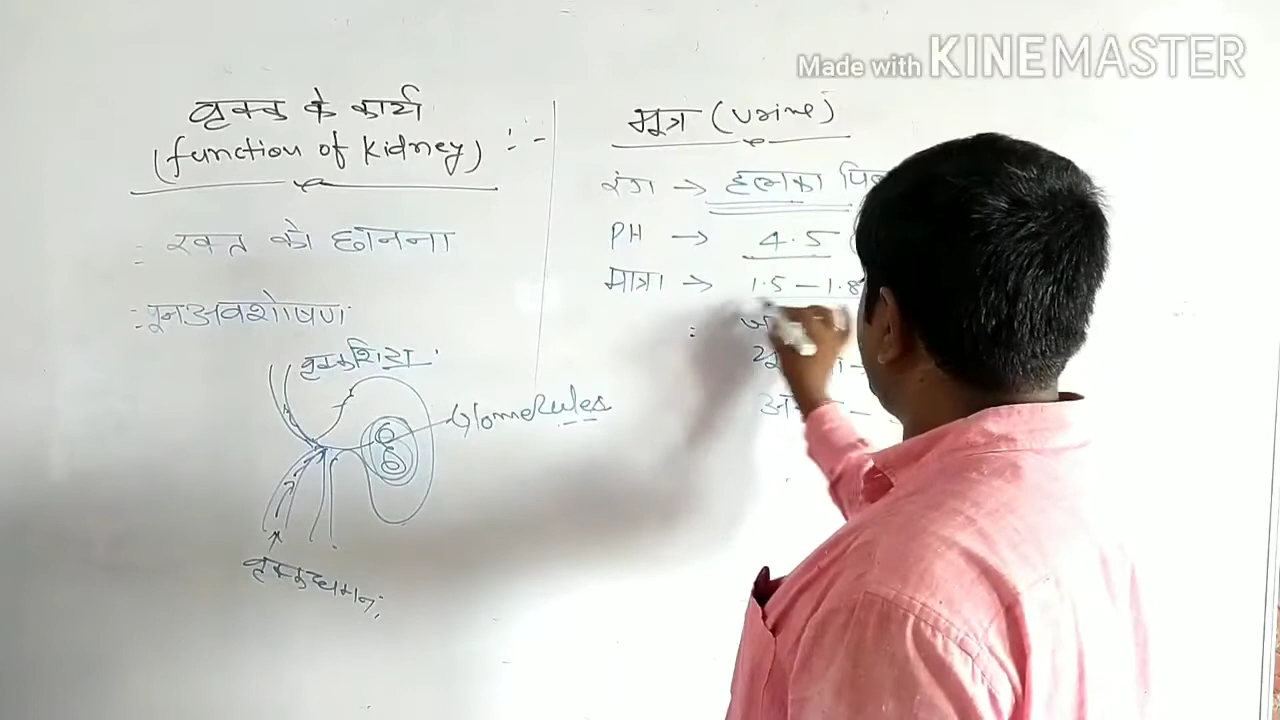 Made with KINEMASTER
वृक्क के कार्य
(function of Kidney) :-
रक्त को छानना
पूनअवशोषण
वृक्कशिरा
Glomerules
वृक्कधमनी
मूत्र (Urine)
रंग → हलका
PH → 4.5
मात्रा → 1.5 – 1.8